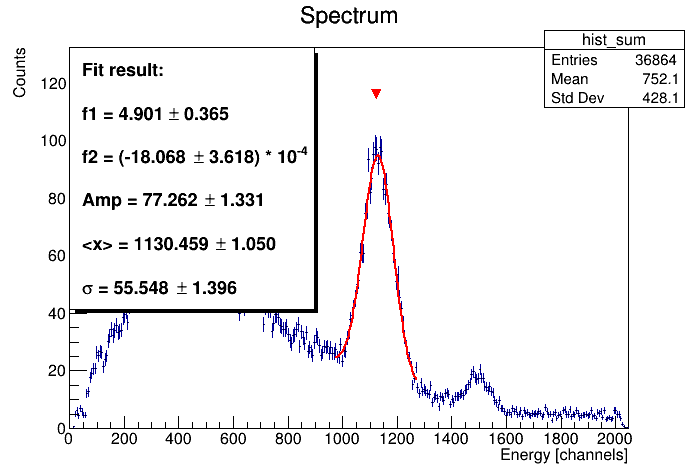 Spectrum
hist_sum
Entries 36864
Mean 752.1
Std Dev 428.1
Counts
Fit result:
f1 = 4.901 ± 0.365
f2 = (-18.068 ± 3.618) * 10⁻⁴
Amp = 77.262 ± 1.331
<x> = 1130.459 ± 1.050
σ = 55.548 ± 1.396
120
100
80
60
40
20
0
0 200 400 600 800 1000 1200 1400 1600 1800 2000
Energy [channels]